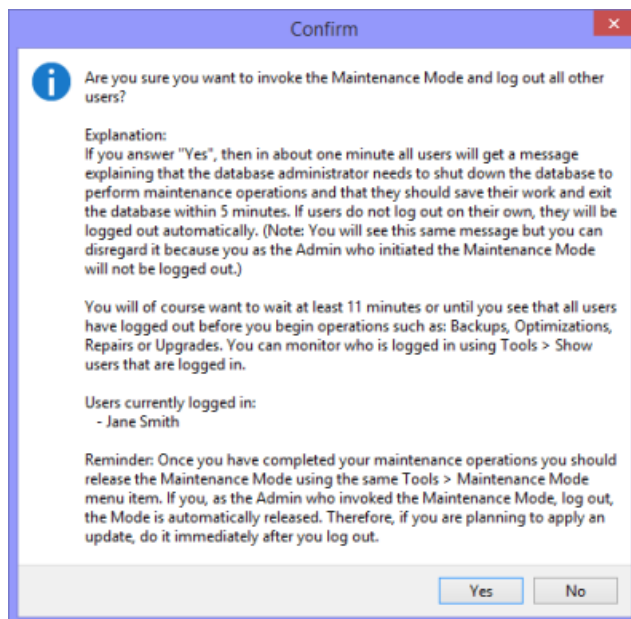 Confirm
Are you sure you want to invoke the Maintenance Mode and log out all other
users?
Explanation:
If you answer "Yes", then in about one minute all users will get a message
explaining that the database administrator needs to shut down the database to
perform maintenance operations and that they should save their work and exit
the database within 5 minutes. If users do not log out on their own, they will be
logged out automatically. (Note: You will see this same message but you can
disregard it because you as the Admin who initiated the Maintenance Mode
will not be logged out.)
You will of course want to wait at least 11 minutes or until you see that all users
have logged out before you begin operations such as: Backups, Optimizations,
Repairs or Upgrades. You can monitor who is logged in using Tools > Show
users that are logged in.
Users currently logged in:
- Jane Smith
Reminder: Once you have completed your maintenance operations you should
release the Maintenance Mode using the same Tools > Maintenance Mode
menu item. If you, as the Admin who invoked the Maintenance Mode, log out,
the Mode is automatically released. Therefore, if you are planning to apply an
update, do it immediately after you log out.
Yes
No